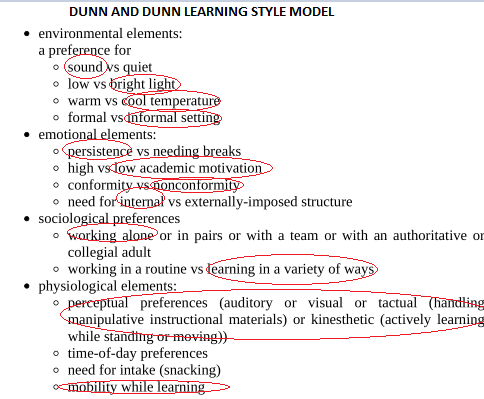 DUNN AND DUNN LEARNING STYLE MODEL
• environmental elements:
a preference for
◦ sound vs quiet
◦ low vs bright light
◦ warm vs cool temperature
◦ formal vs informal setting
• emotional elements:
◦ persistence vs needing breaks
◦ high vs low academic motivation
◦ conformity vs nonconformity
◦ need for internal vs externally-imposed structure
• sociological preferences
◦ working alone or in pairs or with a team or with an authoritative or
collegial adult
◦ working in a routine vs learning in a variety of ways
• physiological elements:
◦ perceptual preferences (auditory or visual or tactual (handling
manipulative instructional materials) or kinesthetic (actively learning
while standing or moving))
◦ time-of-day preferences
◦ need for intake (snacking)
◦ mobility while learning